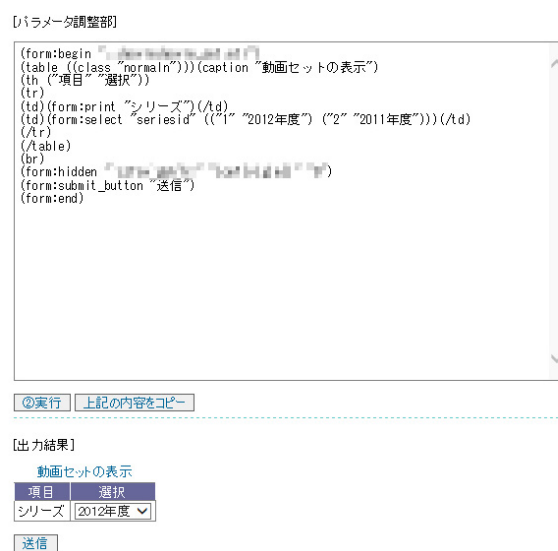 [パラメータ調整部]
(form:begin "
(table ((class "normaln")))(caption "動画セットの表示")
(th ("項目" "選択"))
(tr)
(td)(form:print "シリーズ")(/td)
(td)(form:select "seriesid" (("1" "2012年度") ("2" "2011年度")))(/td)
(/tr)
(/table)
(br)
(form:hidden "
(form:submit_button "送信")
(form:end)
②実行 上記の内容をコピー
[出力結果]
動画セットの表示
項目 選択
シリーズ 2012年度
送信